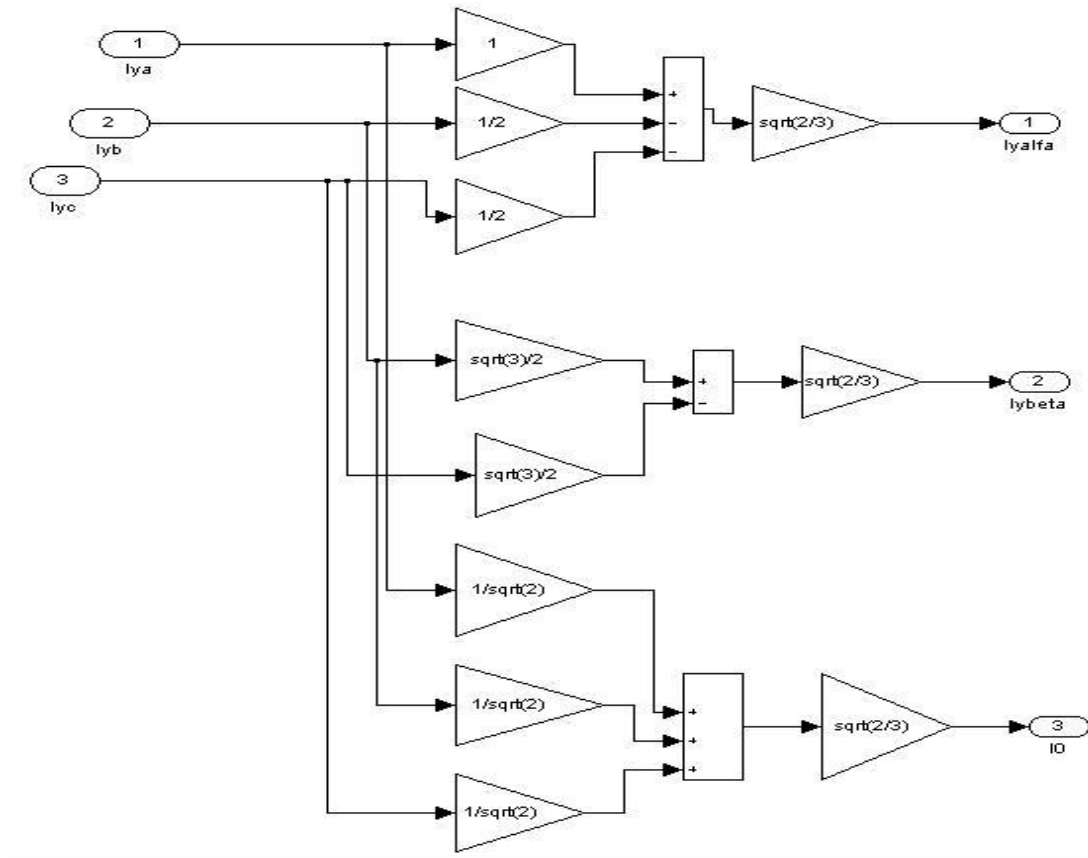 1
Iya
1
2
Iyb
1/2
3
Iyc
1/2
+
−
−
sqrt(2/3)
1
Iyalfa
sqrt(3)/2
sqrt(3)/2
+
−
sqrt(2/3)
2
Iybeta
1/sqrt(2)
1/sqrt(2)
1/sqrt(2)
+
+
+
sqrt(2/3)
3
I0